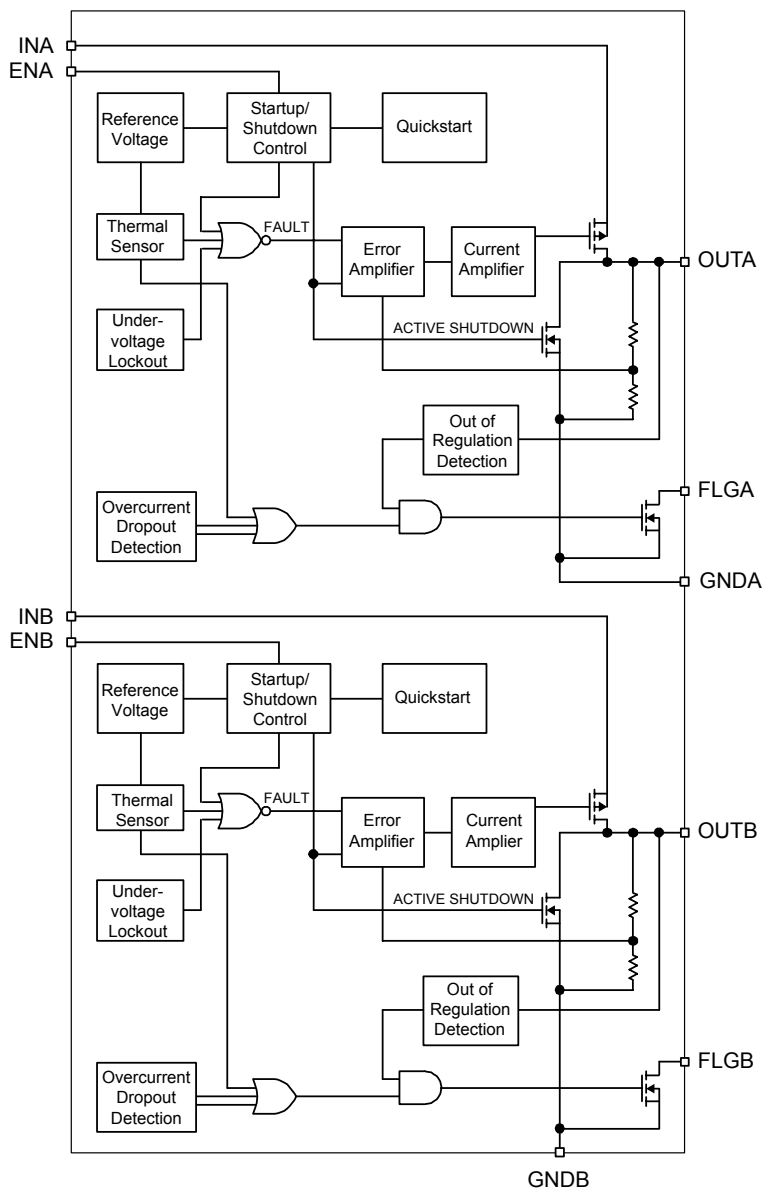 INA
ENA
Reference
Voltage
Startup/
Shutdown
Control
Quickstart
Thermal
Sensor
FAULT
Error
Amplifier
Current
Amplifier
OUTA
Under-
voltage
Lockout
ACTIVE SHUTDOWN
Out of
Regulation
Detection
Overcurrent
Dropout
Detection
FLGA
GNDA
INB
ENB
Reference
Voltage
Startup/
Shutdown
Control
Quickstart
Thermal
Sensor
FAULT
Error
Amplifier
Current
Amplier
OUTB
Under-
voltage
Lockout
ACTIVE SHUTDOWN
Out of
Regulation
Detection
Overcurrent
Dropout
Detection
FLGB
GNDB